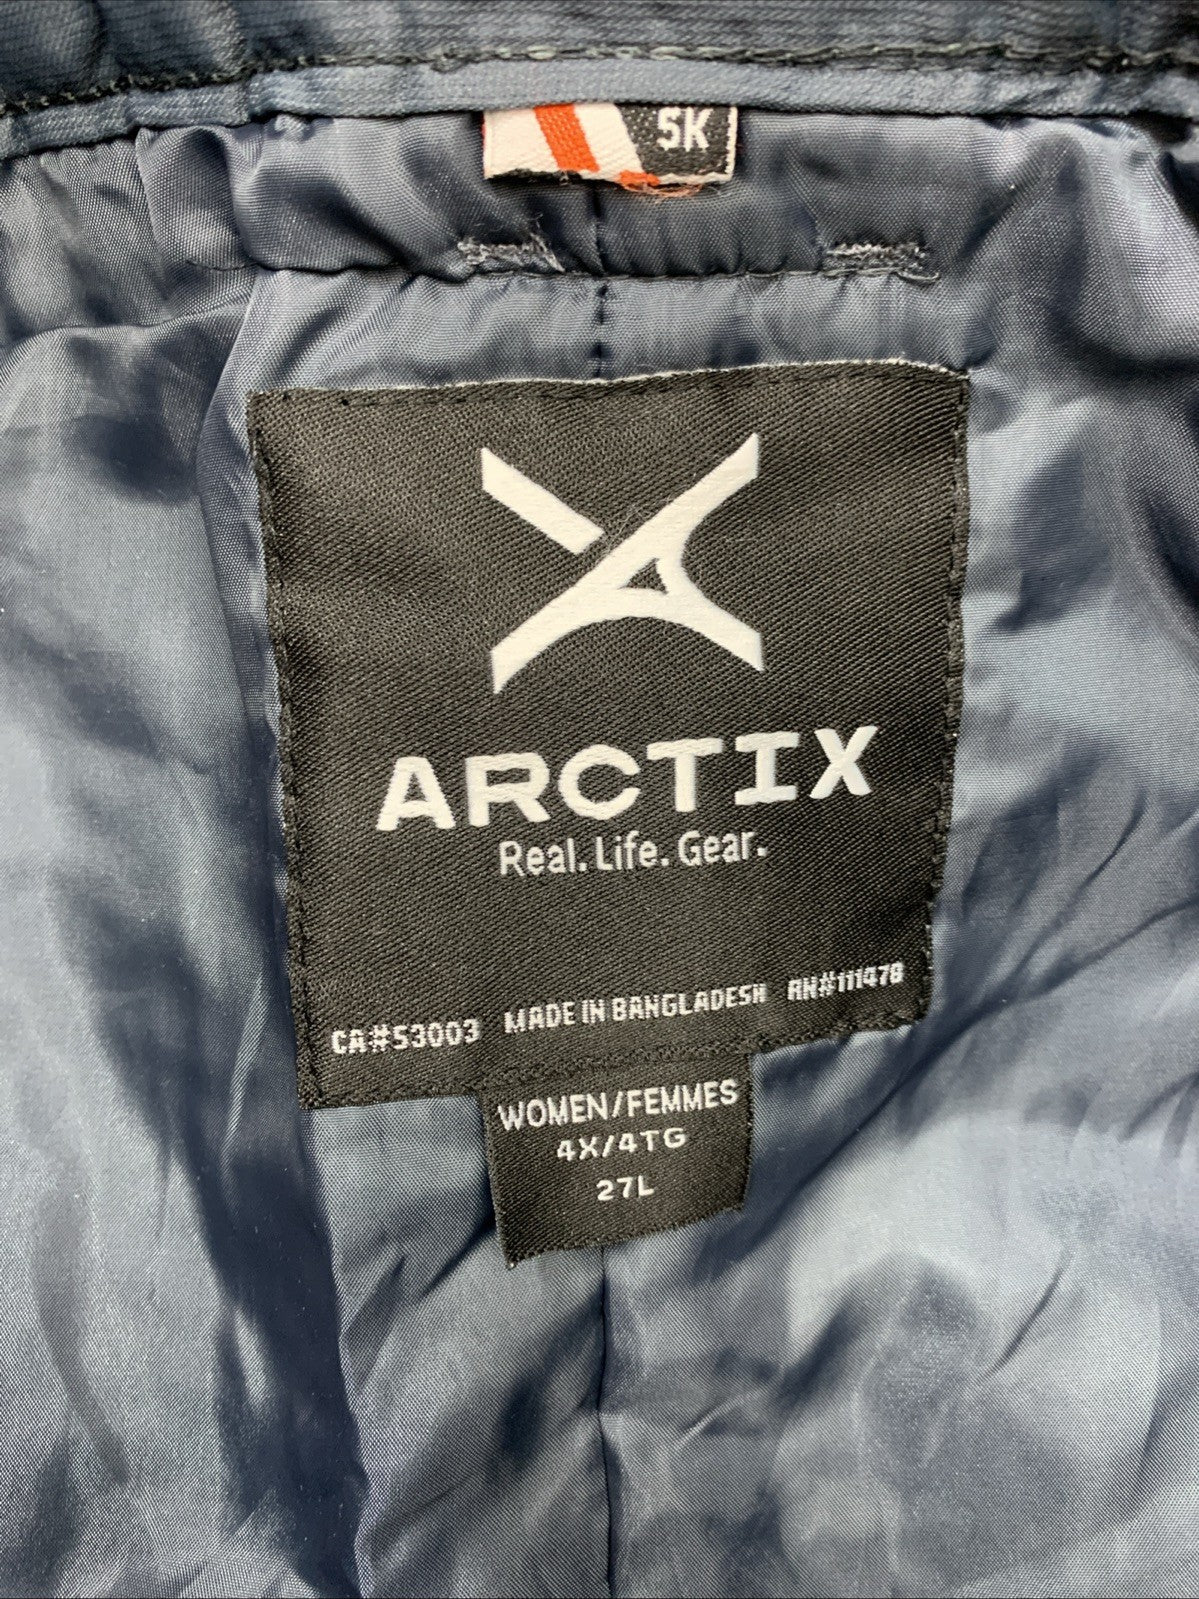 5K
ARCTIX
Real. Life. Gear.
CA#53003 MADE IN BANGLADESH RN#111478
WOMEN/FEMMES
4X/4TG
27L